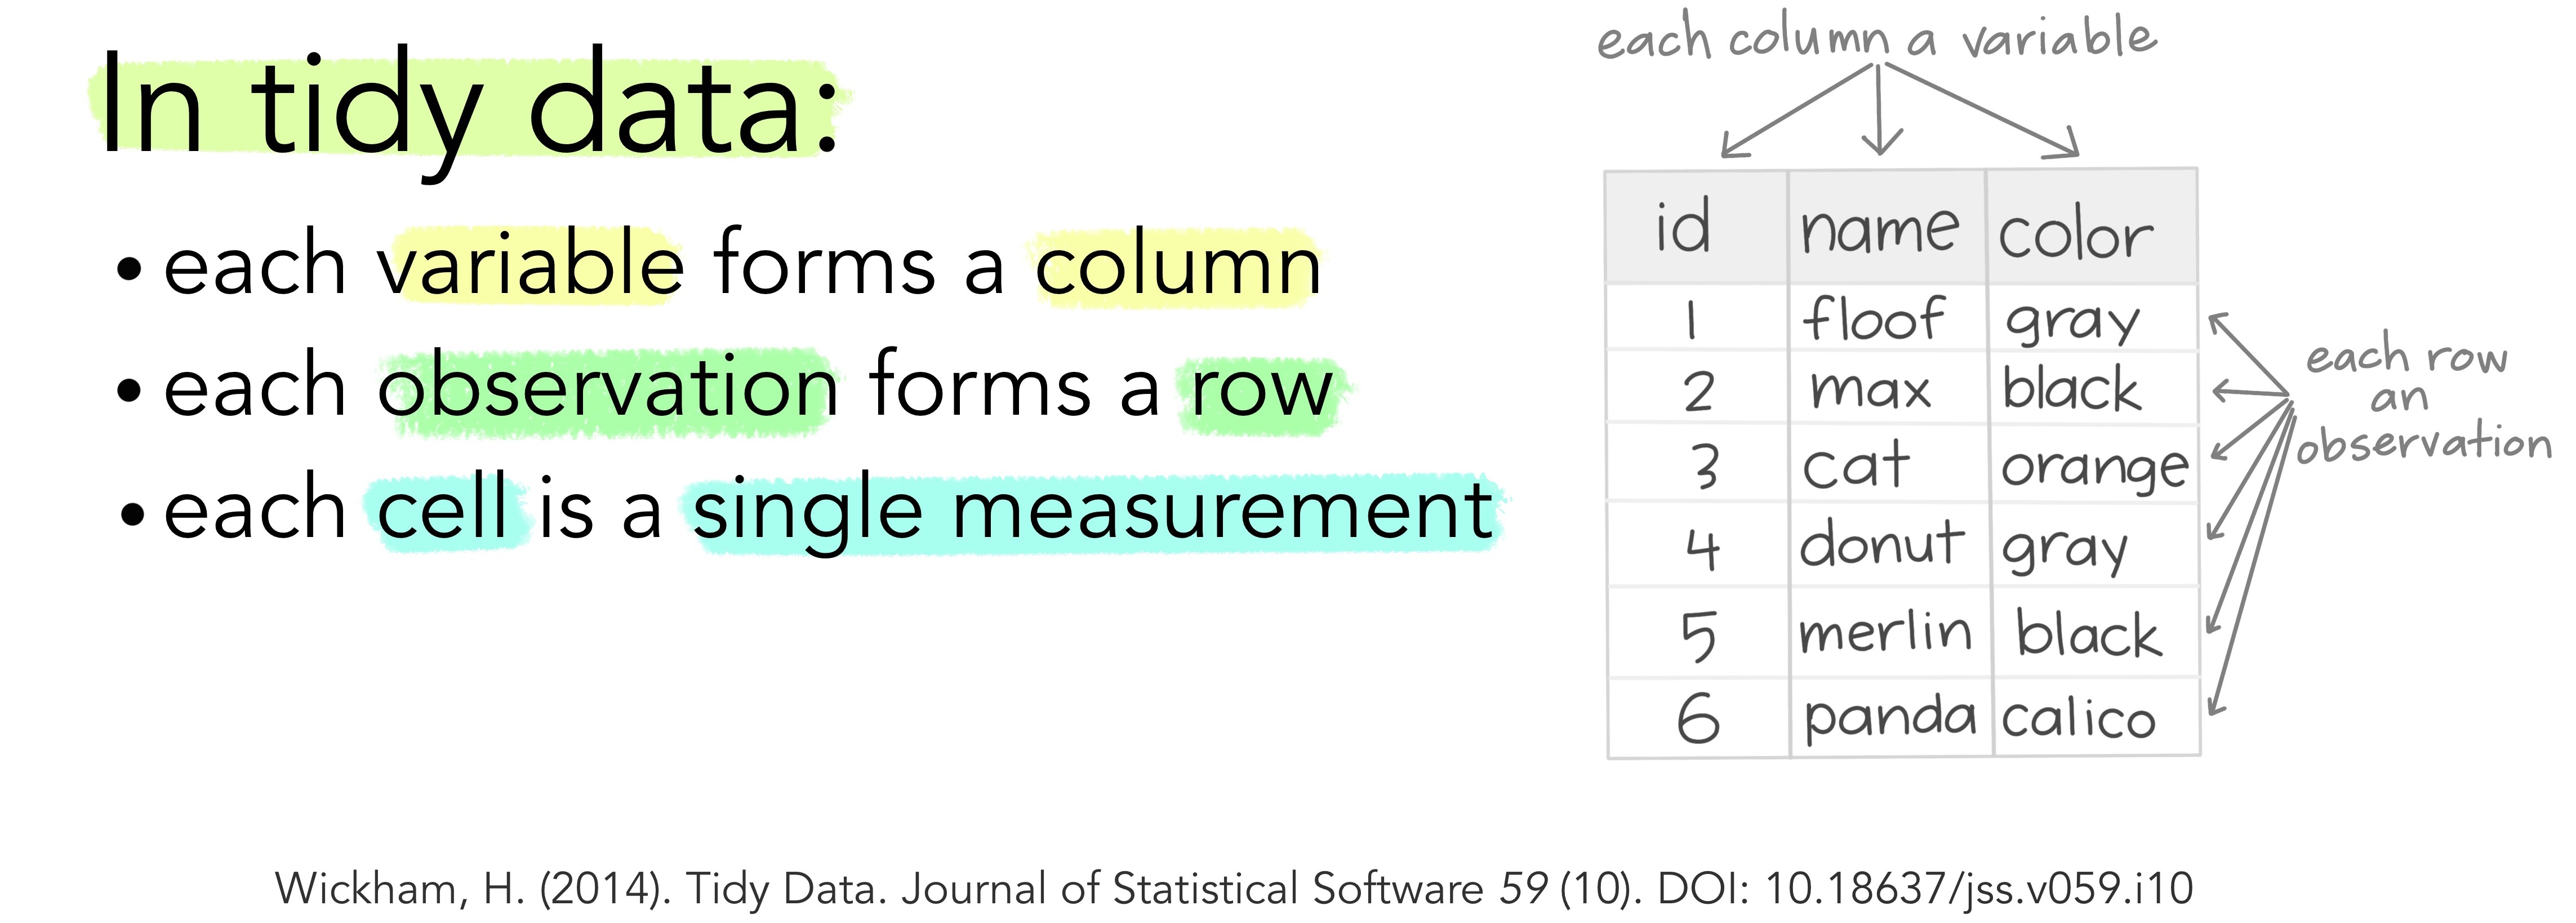 In tidy data:
• each variable forms a column
• each observation forms a row
• each cell is a single measurement
each column a variable
id name color
1 floof gray
2 max black
3 cat orange
4 donut gray
5 merlin black
6 panda calico
each row
an
observation
Wickham, H. (2014). Tidy Data. Journal of Statistical Software 59 (10). DOI: 10.18637/jss.v059.i10